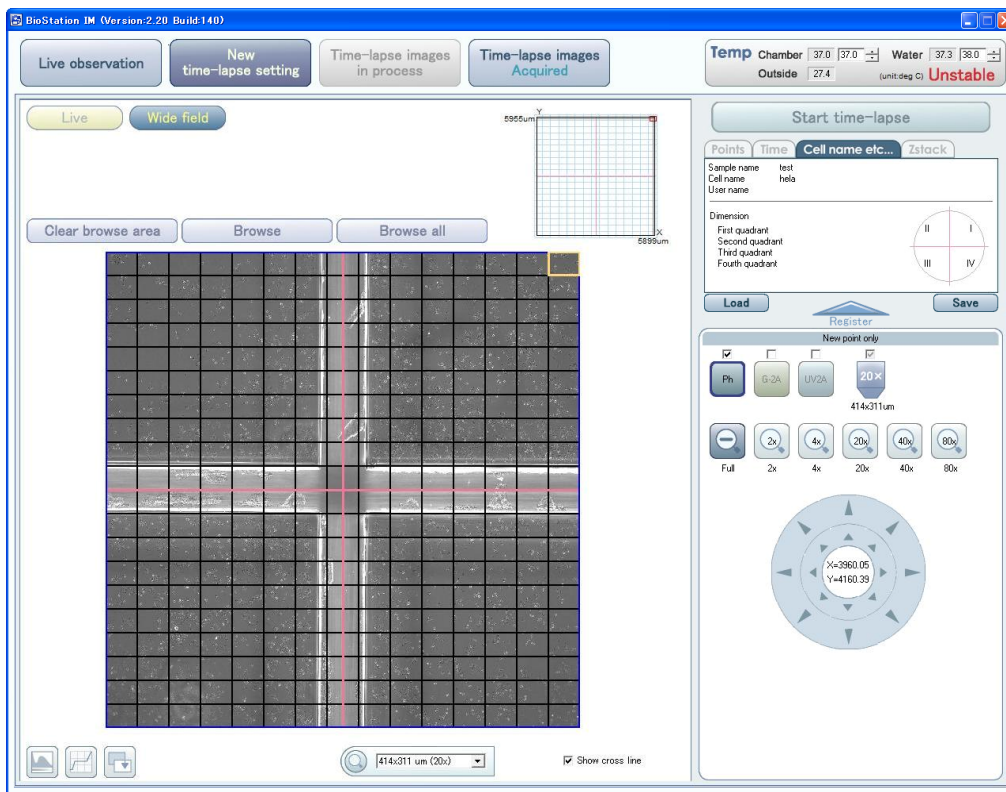 BioStation IM (Version:2.20 Build:140)
Live observation
New
time-lapse setting
Time-lapse images
in process
Time-lapse images
Acquired
Temp Chamber 37.0 37.0 Water 37.3 38.0
Outside 27.4 (unit:deg C) Unstable
Live
Wide field
Y
5955um
X
5899um
Clear browse area
Browse
Browse all
414x311 um (20x)
Show cross line
Start time-lapse
Points Time Cell name etc... Zstack
Sample name test
Cell name hela
User name
Dimension
First quadrant
Second quadrant
Third quadrant
Fourth quadrant
II I
III IV
Load
Save
Register
New point only
Ph G-2A UV2A 20×
414x311um
2x 4x 20x 40x 80x
Full 2x 4x 20x 40x 80x
X=3960.05
Y=4160.39